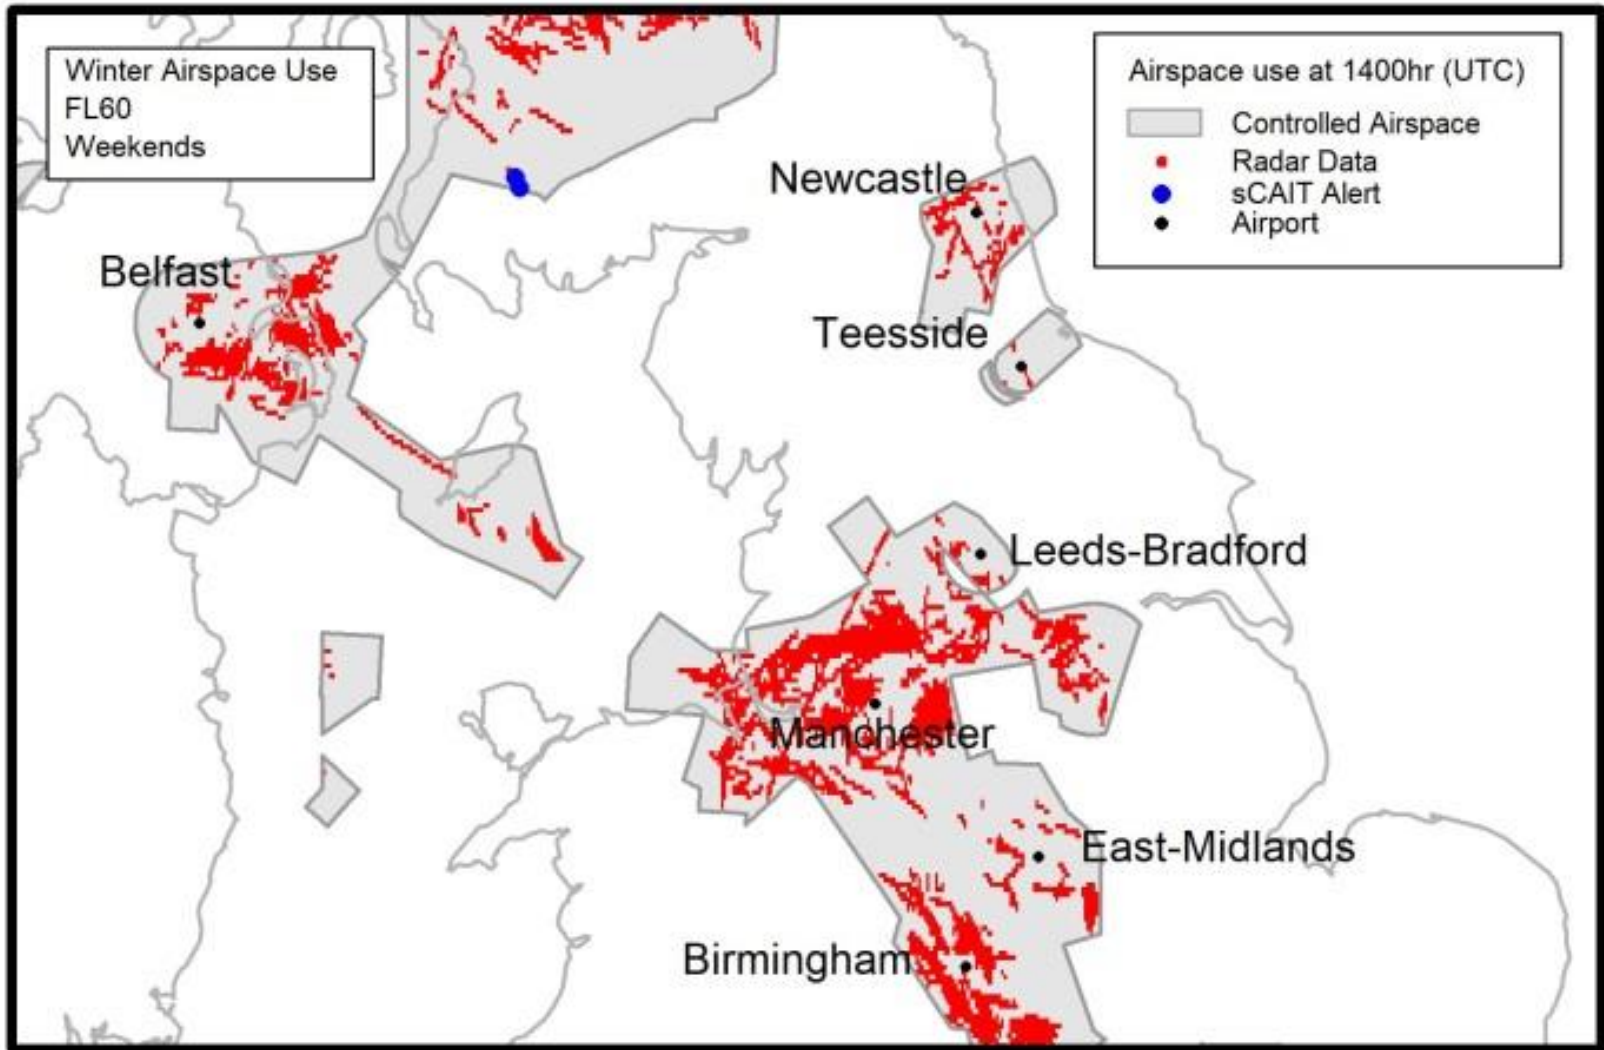 Winter Airspace Use
FL60
Weekends
Airspace use at 1400hr (UTC)
Controlled Airspace
Radar Data
sCAIT Alert
Airport
Newcastle
Belfast
Teesside
Leeds-Bradford
Manchester
East-Midlands
Birmingham